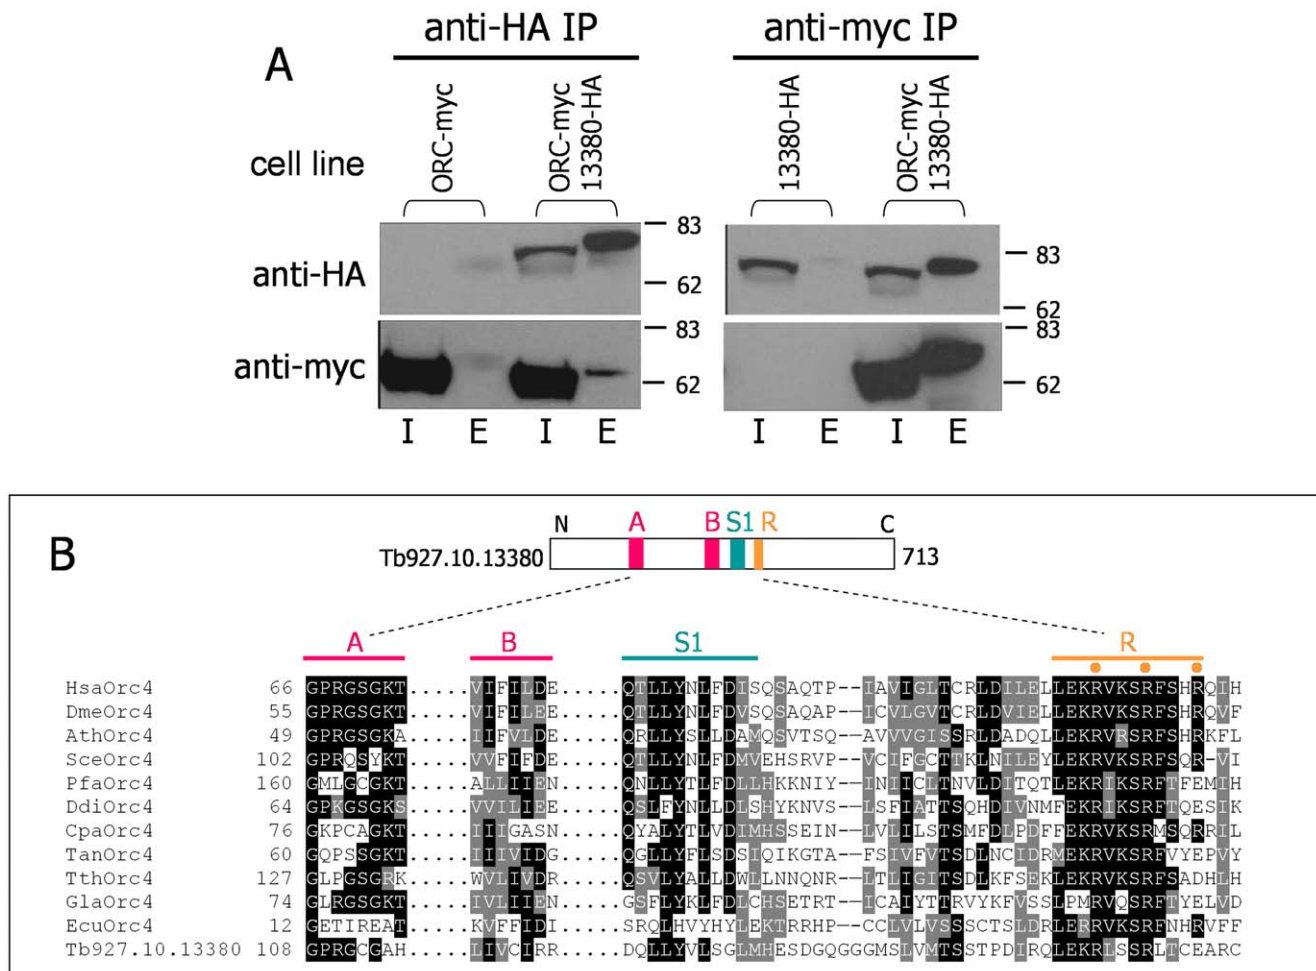 A
anti-HA IP
anti-myc IP
cell line
ORC-myc
ORC-myc
13380-HA
13380-HA
ORC-myc
13380-HA
anti-HA
83
62
83
62
anti-myc
83
62
83
62
I E I E I E I E
B
N A B S1 R C
Tb927.10.13380 713
A B S1 R
HsaOrc4 66 GPRGSGKT.....VIFILDE.....QTLLYNLFDISQSAQTP--IAVIGLTCRLDILELLEKRVKSRFSHRQIH
DmeOrc4 55 GPRGSGKT.....VIFILEE.....QTLLYNLFDVSQSAQAP--ICVLGVTCRLDVIELLEKRVKSRFSHRQVF
AthOrc4 49 GPRGSGKA.....IIFVLDE.....QRLLYSLLDAMQSVTSQ--AVVVGISSRLDADQLLEKRVRSRFSHRKFL
SceOrc4 102 GPRQSYKT.....VVFIFDE.....QTLLYNLFDMVEHSRVP--VCIFGCTTKLNILEYLEKRVKSRFSQR-VI
PfaOrc4 160 GMLGCGKT.....ALLIIEN.....QNLLYTLFDLLHKKNIY--INIICLTNVLDITQTLEKRIKSRFTFEMIH
DdiOrc4 64 GPKGSGKS.....VVILIEE.....QSLFYNLLDLSHYKNVS--LSFIATTSQHDIVNMFEKRIKSRFTQESIK
CpaOrc4 76 GKPCAGKT.....IIIGASN.....QYALYTLVDIMHSSEIN--LVLILSTSMFDLPDFFEKRVKSRMSQRRIL
TanOrc4 60 GQPSSGKT.....IIIVIDG.....QGLLYFLSDSIQIKGTA--FSIVFVTSDLNCIDRMEKRVKSRFVYEPVY
TthOrc4 127 GLPGSGRK.....WVLIVDR.....QSVLYALLDWLLNNQNR--LTLIGITSDLKFSEKLEKRVKSRFSADHLH
GlaOrc4 74 GLRGSGKT.....VLIIEN.....GSFLYKLFDLCHSETRT--ICAIYTTRVYKFVSSLPMRVQSRFTYELVD
EcuOrc4 12 GETIREAT.....KVFFIDI.....SRQLHVYHYLEKTRRHP--CCLVLVSSSCTSLDRLERRVKSRFNHRVFF
Tb927.10.13380 108 GPRGCGAH.....LIVCIRR.....DQLLYVLSGLMHESDGQGGGMSLVMTSSTPDIRQLEKRLSSRLTCEARC